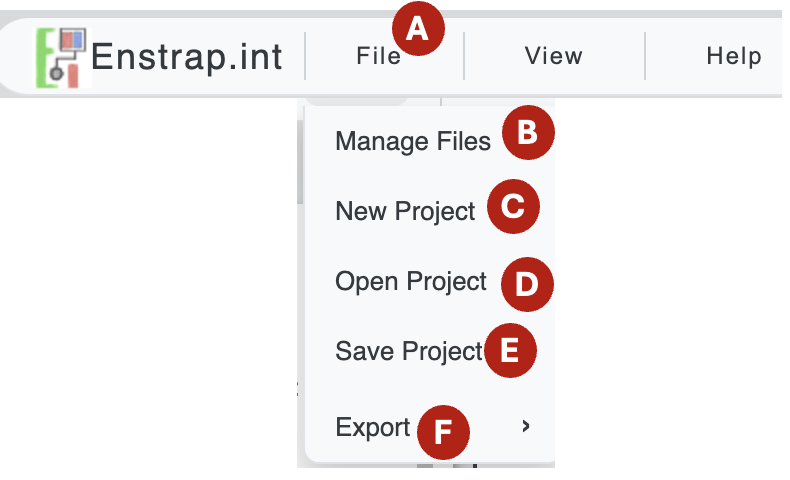 Enstrap.int File A View Help
Manage Files B
New Project C
Open Project D
Save Project E
Export F ›